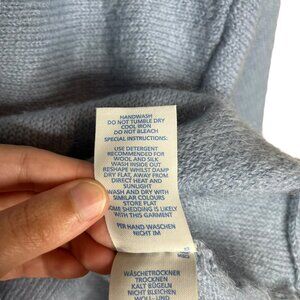 HANDWASH
DO NOT TUMBLE DRY
COOL IRON
DO NOT BLEACH
SPECIAL INSTRUCTIONS:
USE DETERGENT
RECOMMENDED FOR
WOOL AND SILK
WASH INSIDE OUT
RESHAPE WHILST DAMP
DRY FLAT, AWAY FROM
DIRECT HEAT AND
SUNLIGHT
WASH AND DRY WITH
SIMILAR COLOURS
STORE FLAT
SOME SHEDDING IS LIKELY
WITH THIS GARMENT
PER HAND WASCHEN
NICHT IM
WÄSCHETROCKNER
TROCKNEN
KALT BÜGELN
NICHT BLEICHEN
WOLL- UND